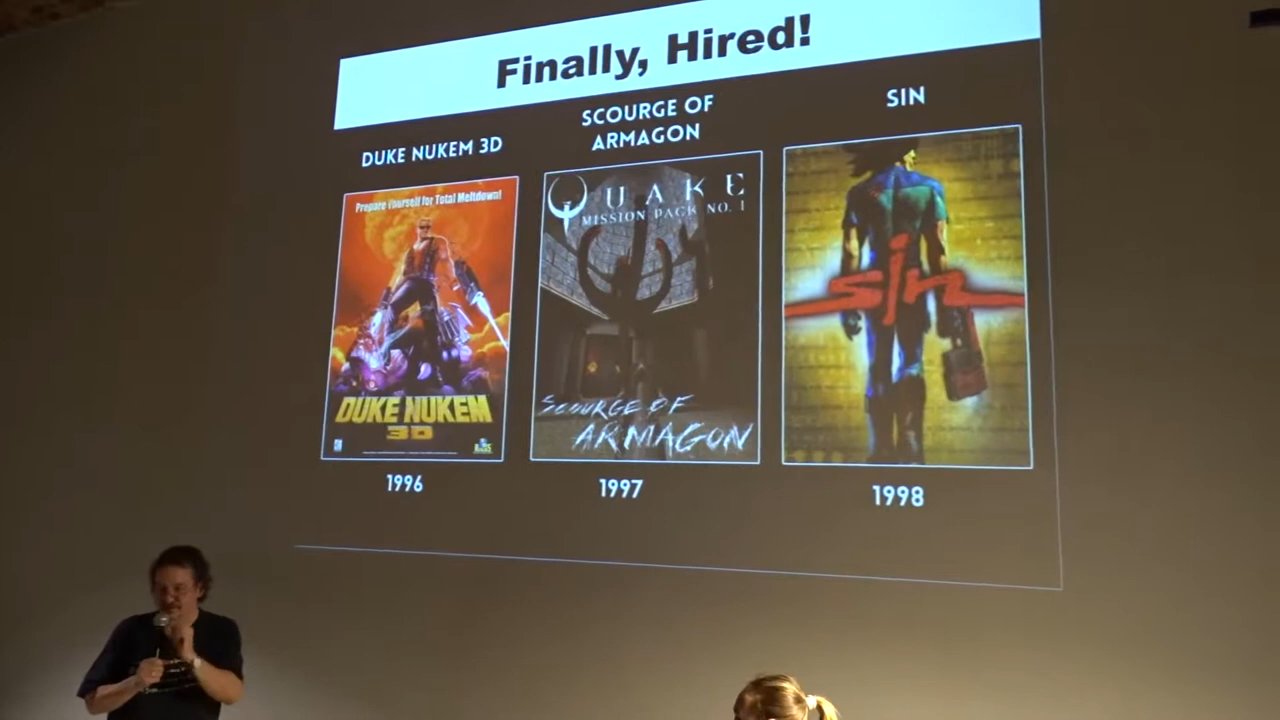 Finally, Hired!
DUKE NUKEM 3D
SCOURGE OF
ARMAGON
SIN
Prepare Yourself for Total Meltdown!
DUKE NUKEM
3D
QUAKE
MISSION PACK NO. 1
SCOURGE OF
ARMAGON
sin
1996
1997
1998